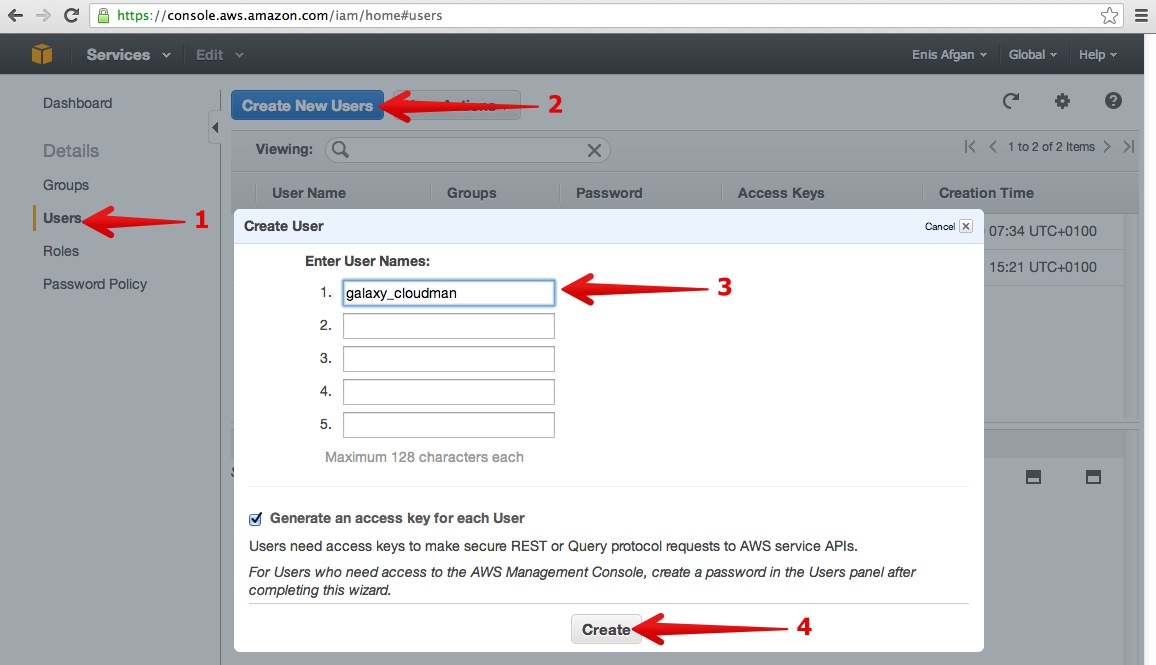 https://console.aws.amazon.com/iam/home#users
Services Edit Enis Afgan Global Help
Dashboard
Create New Users 2
Details
Viewing: 1 to 2 of 2 Items
Groups
User Name Groups Password Access Keys Creation Time
Users 1
Roles
Password Policy
Create User Cancel
07:34 UTC+0100
15:21 UTC+0100
Enter User Names:
1. galaxy_cloudman 3
2.
3.
4.
5.
Maximum 128 characters each
Generate an access key for each User
Users need access keys to make secure REST or Query protocol requests to AWS service APIs.
For Users who need access to the AWS Management Console, create a password in the Users panel after
completing this wizard.
Create 4